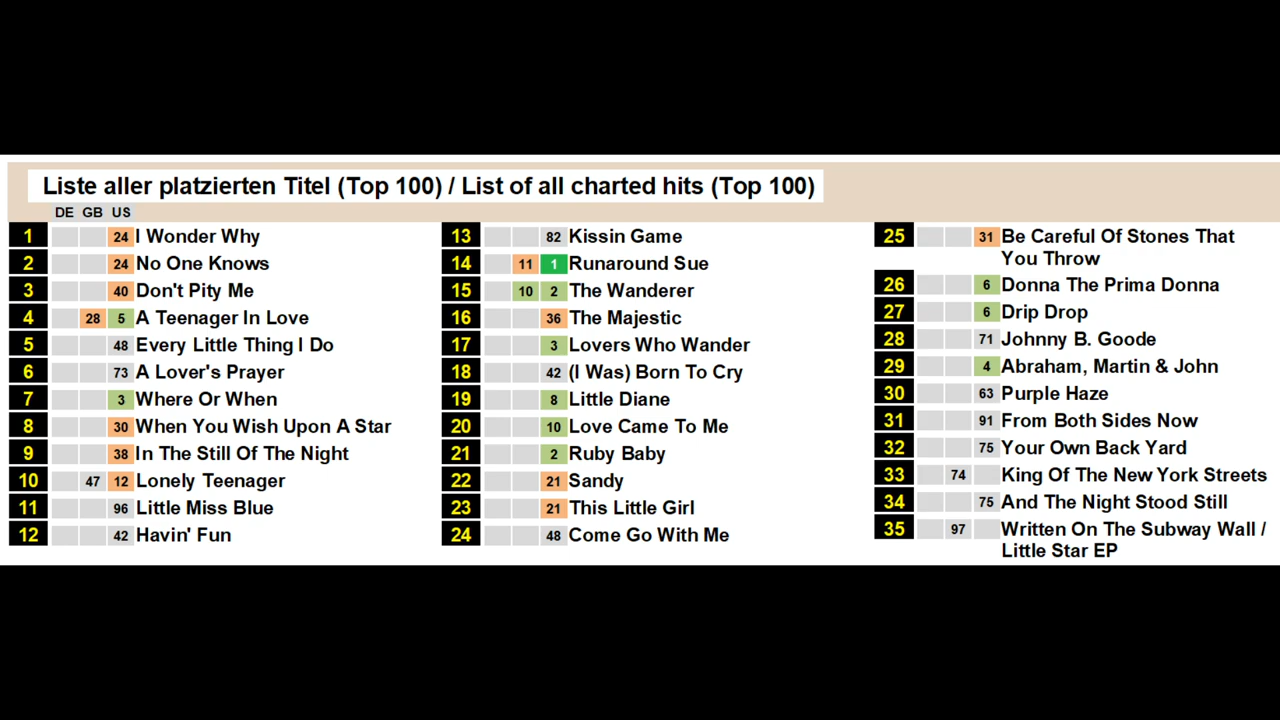 Liste aller platzierten Titel (Top 100) / List of all charted hits (Top 100)
DE GB US
1 24 I Wonder Why
2 24 No One Knows
3 40 Don't Pity Me
4 28 5 A Teenager In Love
5 48 Every Little Thing I Do
6 73 A Lover's Prayer
7 3 Where Or When
8 30 When You Wish Upon A Star
9 38 In The Still Of The Night
10 47 12 Lonely Teenager
11 96 Little Miss Blue
12 42 Havin' Fun
13 82 Kissin Game
14 11 1 Runaround Sue
15 10 2 The Wanderer
16 36 The Majestic
17 3 Lovers Who Wander
18 42 (I Was) Born To Cry
19 8 Little Diane
20 10 Love Came To Me
21 2 Ruby Baby
22 21 Sandy
23 21 This Little Girl
24 48 Come Go With Me
25 31 Be Careful Of Stones That
You Throw
26 6 Donna The Prima Donna
27 6 Drip Drop
28 71 Johnny B. Goode
29 4 Abraham, Martin & John
30 63 Purple Haze
31 91 From Both Sides Now
32 75 Your Own Back Yard
33 74 King Of The New York Streets
34 75 And The Night Stood Still
35 97 Written On The Subway Wall /
Little Star EP